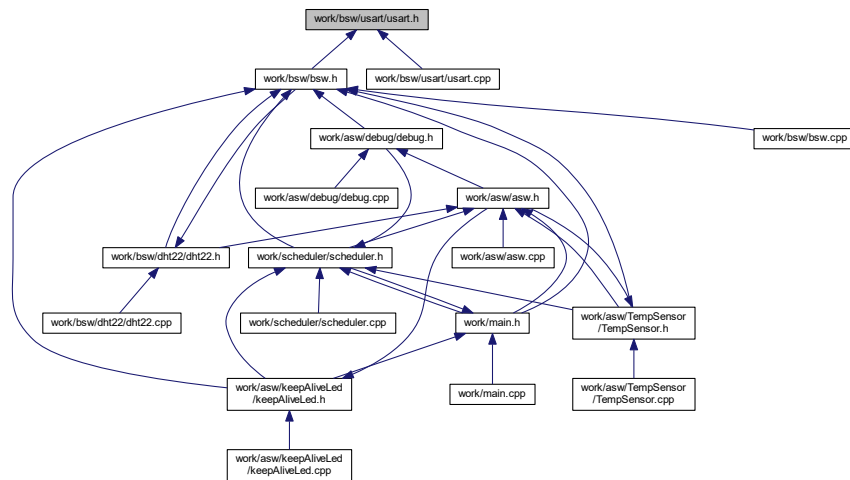 work/bsw/usart/usart.h
work/bsw/bsw.h
work/bsw/usart/usart.cpp
work/asw/debug/debug.h
work/bsw/bsw.cpp
work/asw/debug/debug.cpp
work/asw/asw.h
work/bsw/dht22/dht22.h
work/scheduler/scheduler.h
work/asw/asw.cpp
work/bsw/dht22/dht22.cpp
work/scheduler/scheduler.cpp
work/main.h
work/asw/TempSensor
/TempSensor.h
work/asw/keepAliveLed
/keepAliveLed.h
work/main.cpp
work/asw/TempSensor
/TempSensor.cpp
work/asw/keepAliveLed
/keepAliveLed.cpp